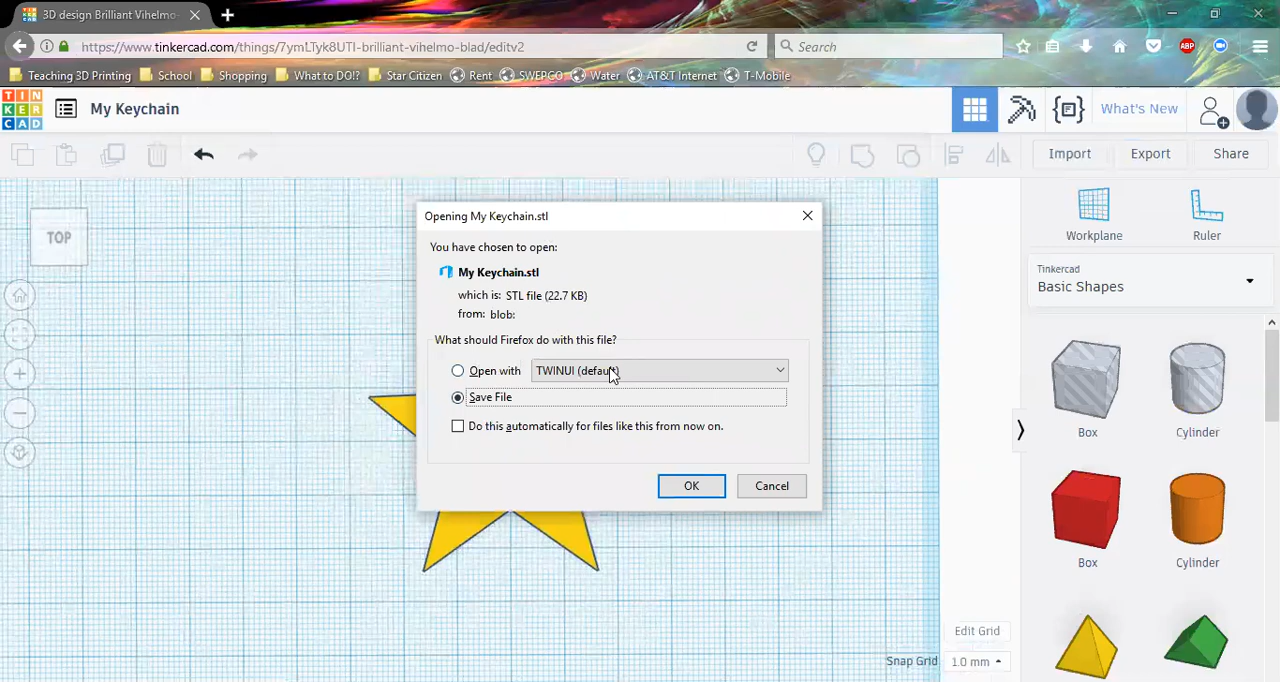 3D design Brilliant Vihelmo-
https://www.tinkercad.com/things/7ymLTyk8UTI-brilliant-vihelmo-blad/editv2
Search
ABP
Teaching 3D Printing
School
Shopping
What to DO!?
Star Citizen
Rent
SWEPCO
Water
AT&T Internet
T-Mobile
TIN
KER
CAD
My Keychain
What's New
Import
Export
Share
TOP
Opening My Keychain.stl
You have chosen to open:
My Keychain.stl
which is: STL file (22.7 KB)
from: blob:
What should Firefox do with this file?
Open with
TWINUI (default)
Save File
Do this automatically for files like this from now on.
OK
Cancel
Workplane
Ruler
Tinkercad
Basic Shapes
Box
Cylinder
Box
Cylinder
Edit Grid
Snap Grid
1.0 mm